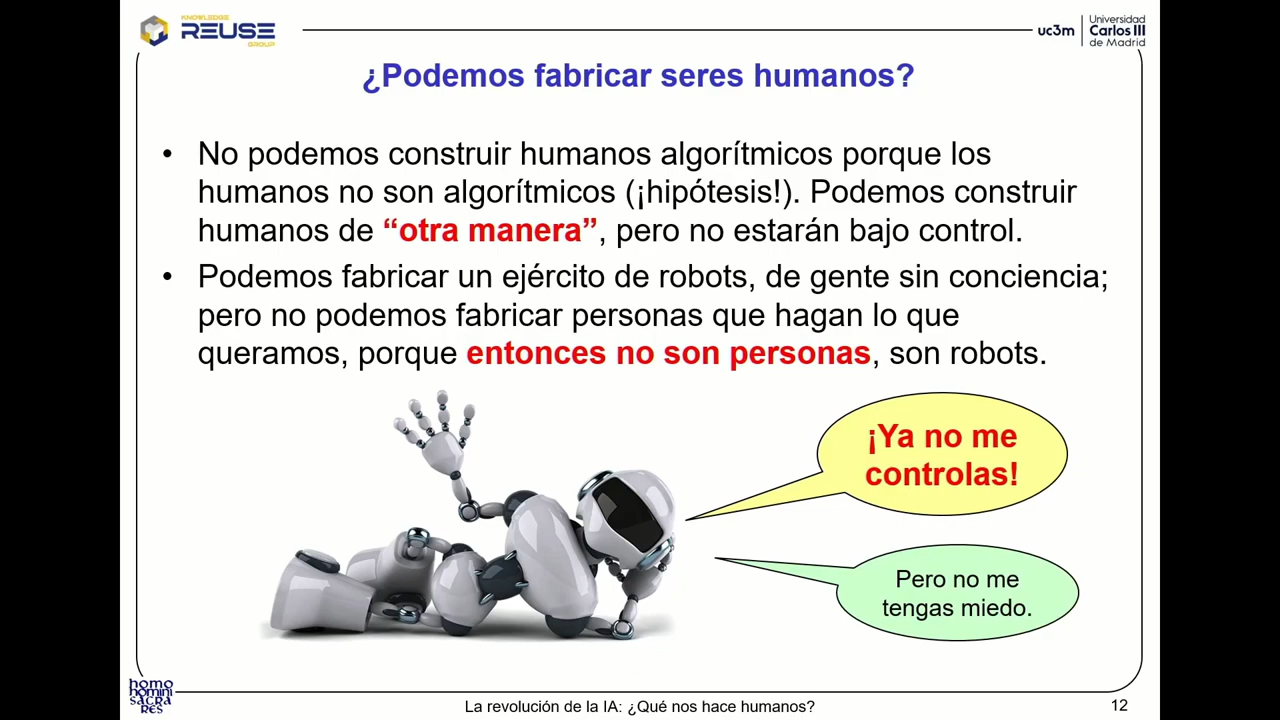 KNOWLEDGE
REUSE
GROUP
uc3m
Universidad
Carlos III
de Madrid
¿Podemos fabricar seres humanos?
• No podemos construir humanos algorítmicos porque los
humanos no son algorítmicos (¡hipótesis!). Podemos construir
humanos de “otra manera”, pero no estarán bajo control.
• Podemos fabricar un ejército de robots, de gente sin conciencia;
pero no podemos fabricar personas que hagan lo que
queramos, porque entonces no son personas, son robots.
¡Ya no me
controlas!
Pero no me
tengas miedo.
homo
homini
SACRA
RES
La revolución de la IA: ¿Qué nos hace humanos?
12